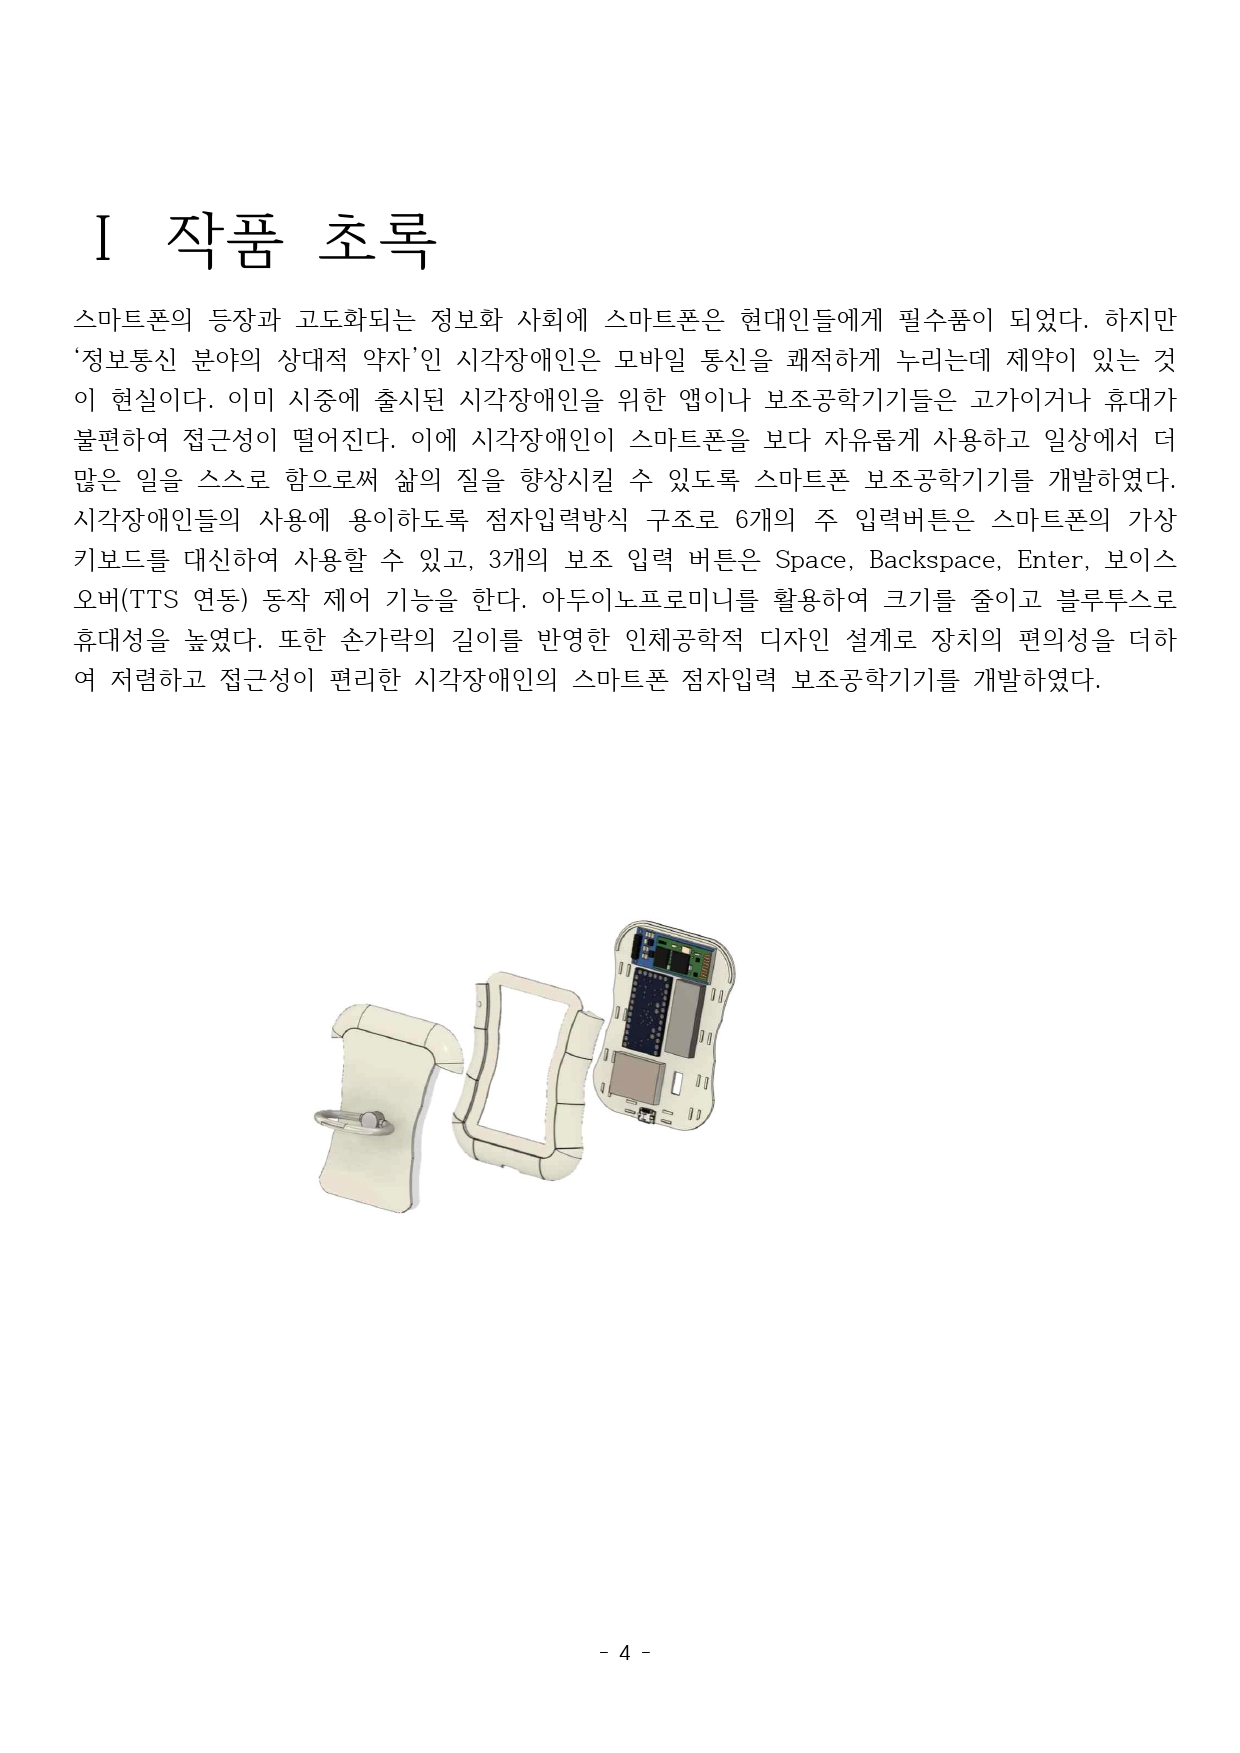 Ⅰ 작품 초록
스마트폰의 등장과 고도화되는 정보화 사회에 스마트폰은 현대인들에게 필수품이 되었다. 하지만
‘정보통신 분야의 상대적 약자’인 시각장애인은 모바일 통신을 쾌적하게 누리는데 제약이 있는 것
이 현실이다. 이미 시중에 출시된 시각장애인을 위한 앱이나 보조공학기기들은 고가이거나 휴대가
불편하여 접근성이 떨어진다. 이에 시각장애인이 스마트폰을 보다 자유롭게 사용하고 일상에서 더
많은 일을 스스로 함으로써 삶의 질을 향상시킬 수 있도록 스마트폰 보조공학기기를 개발하였다.
시각장애인들의 사용에 용이하도록 점자입력방식 구조로 6개의 주 입력버튼은 스마트폰의 가상
키보드를 대신하여 사용할 수 있고, 3개의 보조 입력 버튼은 Space, Backspace, Enter, 보이스
오버(TTS 연동) 동작 제어 기능을 한다. 아두이노프로미니를 활용하여 크기를 줄이고 블루투스로
휴대성을 높였다. 또한 손가락의 길이를 반영한 인체공학적 디자인 설계로 장치의 편의성을 더하
여 저렴하고 접근성이 편리한 시각장애인의 스마트폰 점자입력 보조공학기기를 개발하였다.
- 4 -